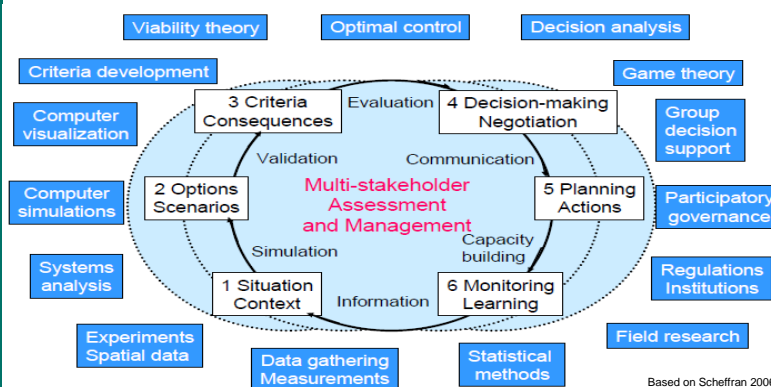 Viability theory
Optimal control
Decision analysis
Criteria development
Game theory
3 Criteria
Consequences
Evaluation
4 Decision-making
Negotiation
Computer
visualization
Group
decision
support
Validation
Communication
Computer
simulations
2 Options
Scenarios
Multi-stakeholder
Assessment
and Management
5 Planning
Actions
Participatory
governance
Simulation
Capacity
building
Systems
analysis
1 Situation
Context
Information
6 Monitoring
Learning
Regulations
Institutions
Experiments
Spatial data
Field research
Data gathering
Measurements
Statistical
methods
Based on Scheffran 2006